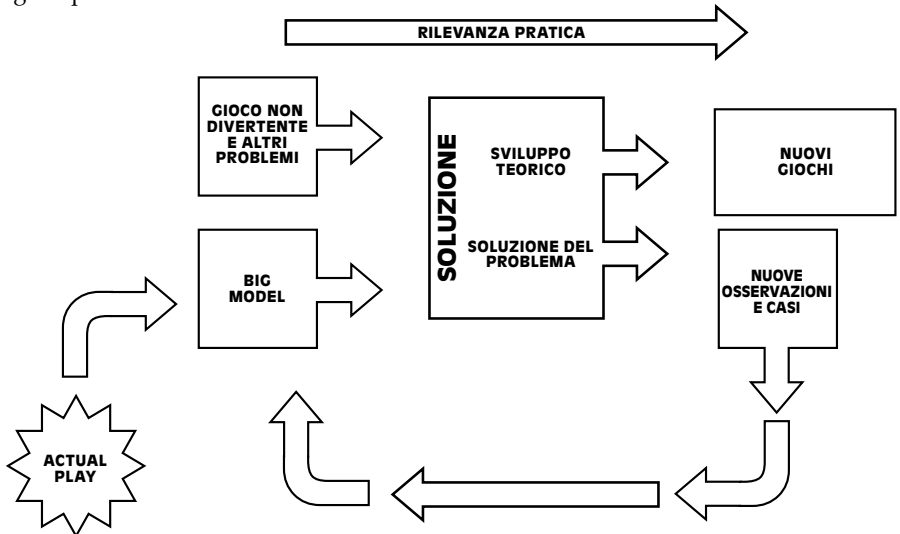 RILEVANZA PRATICA
GIOCO NON
DIVERTENTE
E ALTRI
PROBLEMI
SOLUZIONE
SVILUPPO
TEORICO
SOLUZIONE DEL
PROBLEMA
NUOVI
GIOCHI
BIG
MODEL
NUOVE
OSSERVAZIONI
E CASI
ACTUAL
PLAY